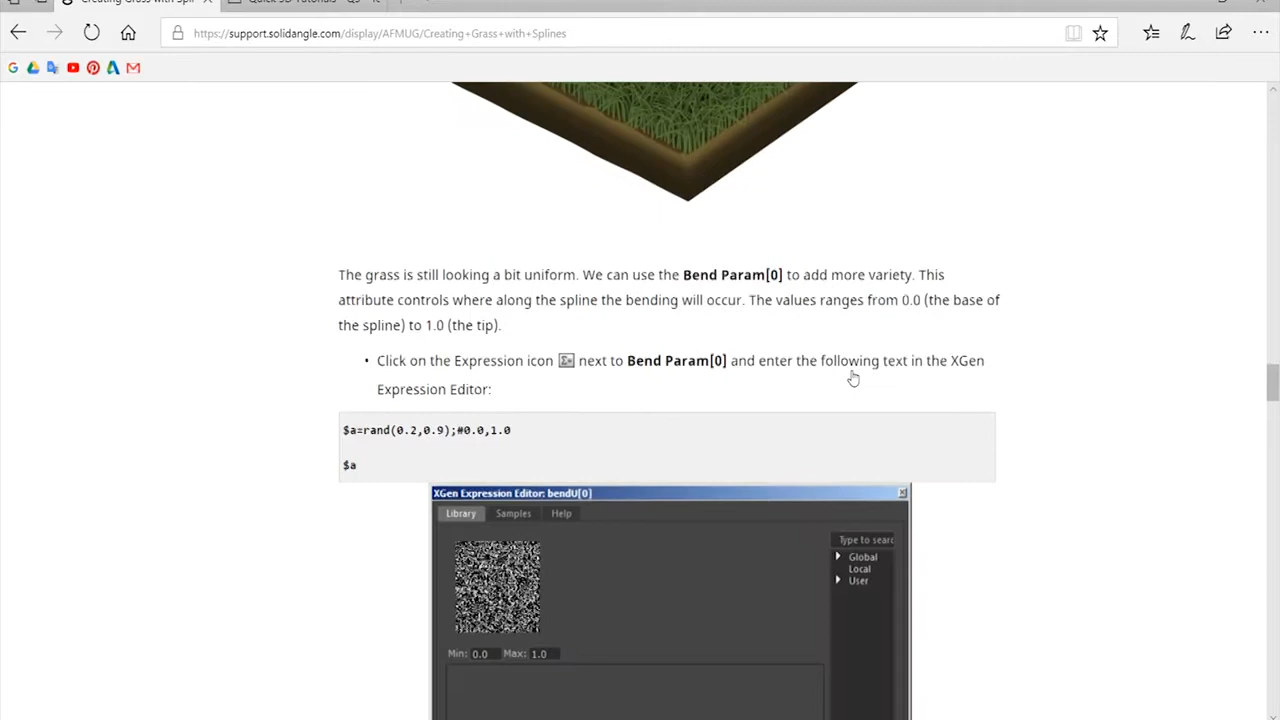 Creating Grass with Spli
https://support.solidangle.com/display/AFMUG/Creating+Grass+with+Splines
The grass is still looking a bit uniform. We can use the Bend Param[0] to add more variety. This
attribute controls where along the spline the bending will occur. The values ranges from 0.0 (the base of
the spline) to 1.0 (the tip).
• Click on the Expression icon next to Bend Param[0] and enter the following text in the XGen
Expression Editor:
$a=rand(0.2,0.9);#0.0,1.0
$a
XGen Expression Editor: bendU[0]
Library Samples Help
Type to searc
Global
Local
User
Min: 0.0 Max: 1.0